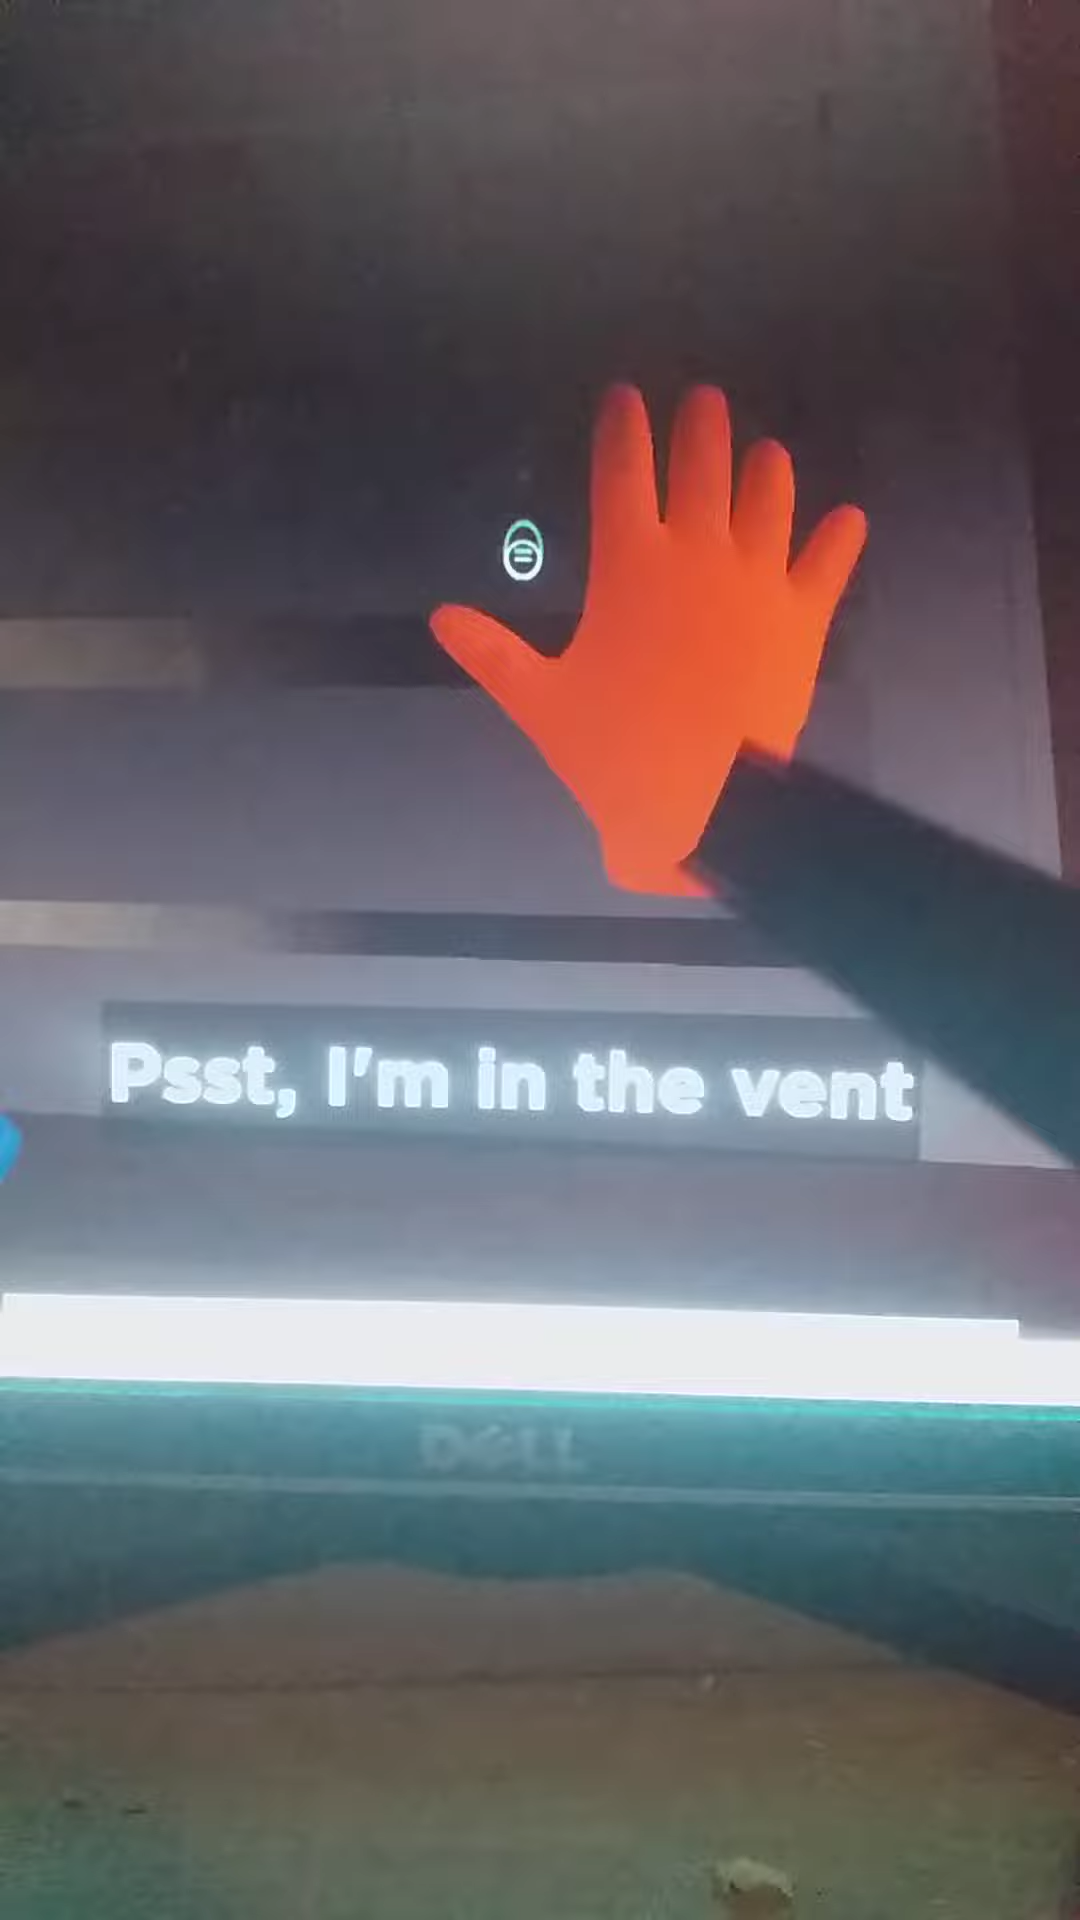 Psst, I'm in the vent
DELL